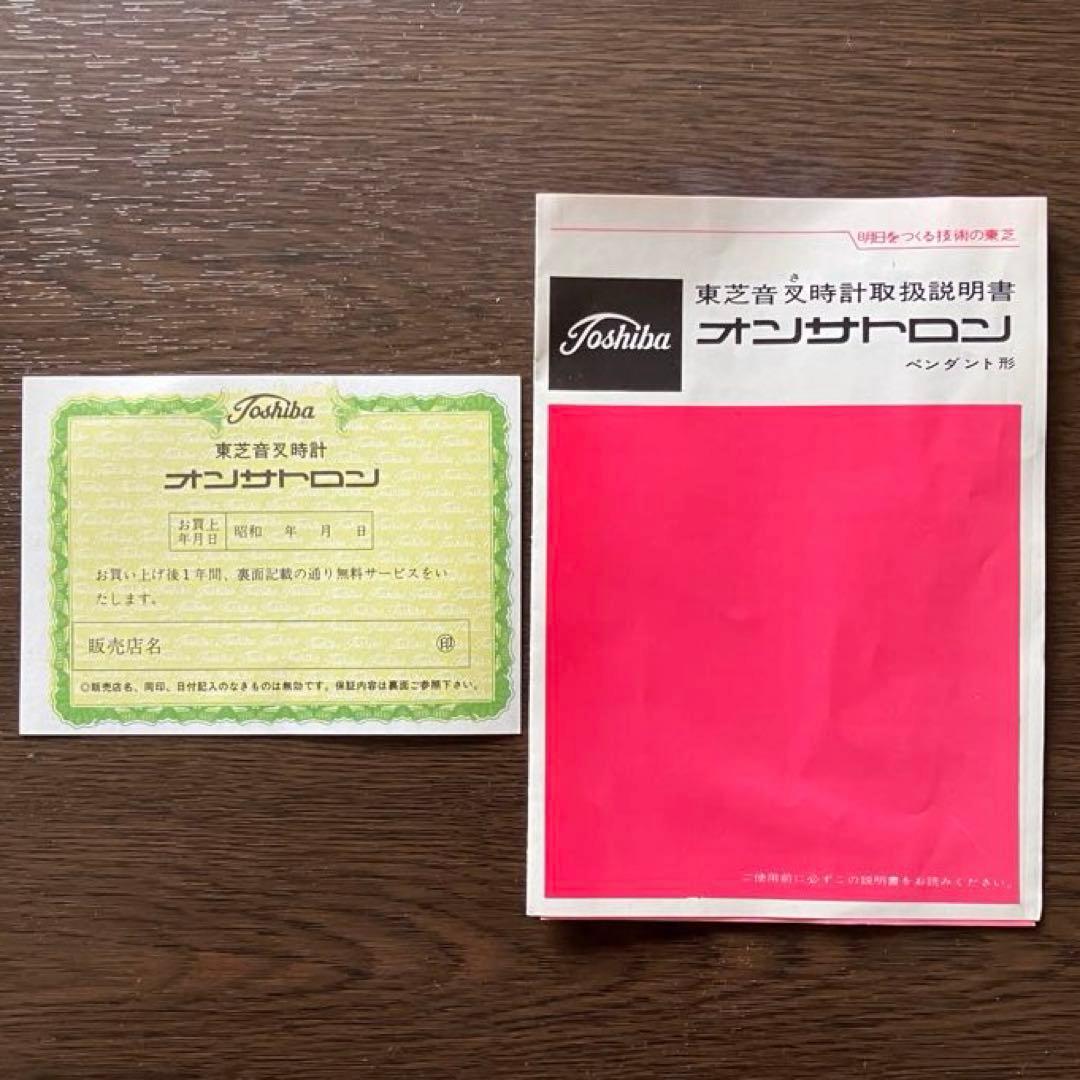 Toshiba
東芝音叉時計
オンサトロン
お買上
年月日
昭和 年 月 日
お買い上げ後1年間、裏面記載の通り無料サービスをい
たします。
販売店名 ㊞
◎販売店名、同印、日付記入のなきものは無効です。保証内容は裏面ご参照下さい。
明日をつくる技術の東芝
さ
東芝音叉時計取扱説明書
Toshiba
オンサトロン
ペンダント形
ご使用前に必ずこの説明書をお読みください。